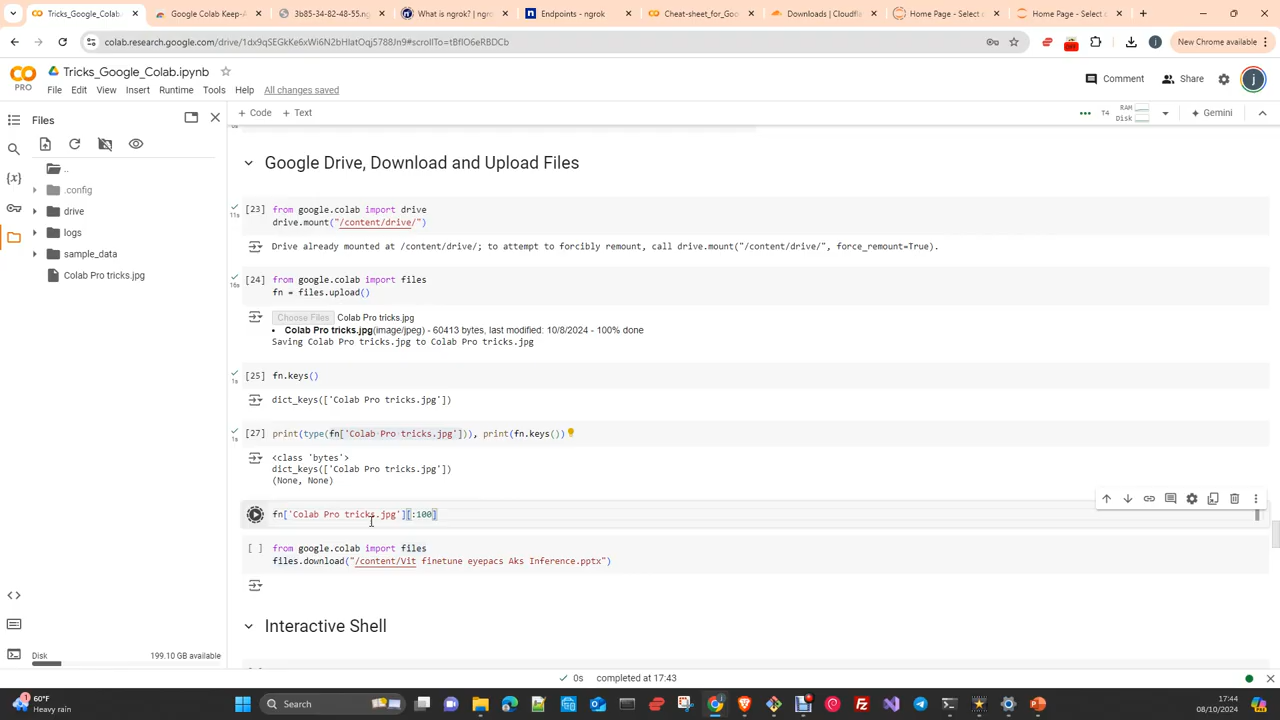 Tricks_Google_Colab.ipynb
Google Colab Keep-A
3b85-34-82-48-55.n
What is ngrok? | ngro
Endpoints - ngrok
Cheat-sheet_for_Goo
Downloads | Cloudfla
Home Page - Select c
Home Page - Select c
colab.research.google.com/drive/1dx9qSEGkKe6xWi6N2bHIatOqj5788Jn9#scrollTo=tBfIO6eRBDCb
OFF
j
New Chrome available
PRO
Tricks_Google_Colab.ipynb
File Edit View Insert Runtime Tools Help All changes saved
Comment Share j
Files
+ Code + Text
T4 RAM Disk
Gemini
..
.config
drive
logs
sample_data
Colab Pro tricks.jpg
Disk 199.10 GB available
Google Drive, Download and Upload Files
[23] from google.colab import drive
11s drive.mount("/content/drive/")
Drive already mounted at /content/drive/; to attempt to forcibly remount, call drive.mount("/content/drive/", force_remount=True).
[24] from google.colab import files
16s fn = files.upload()
Choose Files Colab Pro tricks.jpg
• Colab Pro tricks.jpg(image/jpeg) - 60413 bytes, last modified: 10/8/2024 - 100% done
Saving Colab Pro tricks.jpg to Colab Pro tricks.jpg
[25] fn.keys()
1s
dict_keys(['Colab Pro tricks.jpg'])
[27] print(type(fn['Colab Pro tricks.jpg'])), print(fn.keys())
1s
<class 'bytes'>
dict_keys(['Colab Pro tricks.jpg'])
(None, None)
fn['Colab Pro tricks.jpg'][:100]
[ ] from google.colab import files
files.download("/content/Vit finetune eyepacs Aks Inference.pptx")
Interactive Shell
0s completed at 17:43
60°F
Heavy rain
Search
17:44
08/10/2024